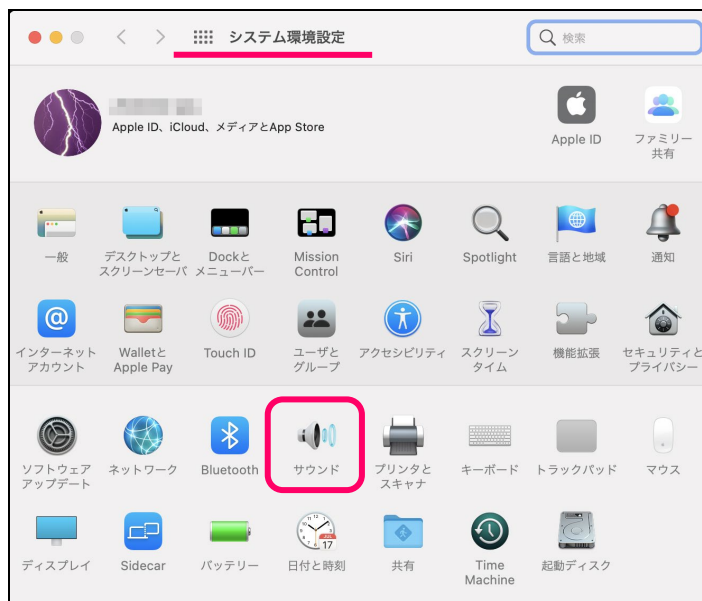 システム環境設定
検索
Apple ID、iCloud、メディアとApp Store
Apple ID
ファミリー
共有
一般
デスクトップと
スクリーンセーバ
Dockと
メニューバー
Mission
Control
Siri
Spotlight
言語と地域
通知
インターネット
アカウント
Walletと
Apple Pay
Touch ID
ユーザと
グループ
アクセシビリティ
スクリーン
タイム
機能拡張
セキュリティと
プライバシー
ソフトウェア
アップデート
ネットワーク
Bluetooth
サウンド
プリンタと
スキャナ
キーボード
トラックパッド
マウス
ディスプレイ
Sidecar
バッテリー
JUL
17
日付と時刻
共有
Time
Machine
起動ディスク